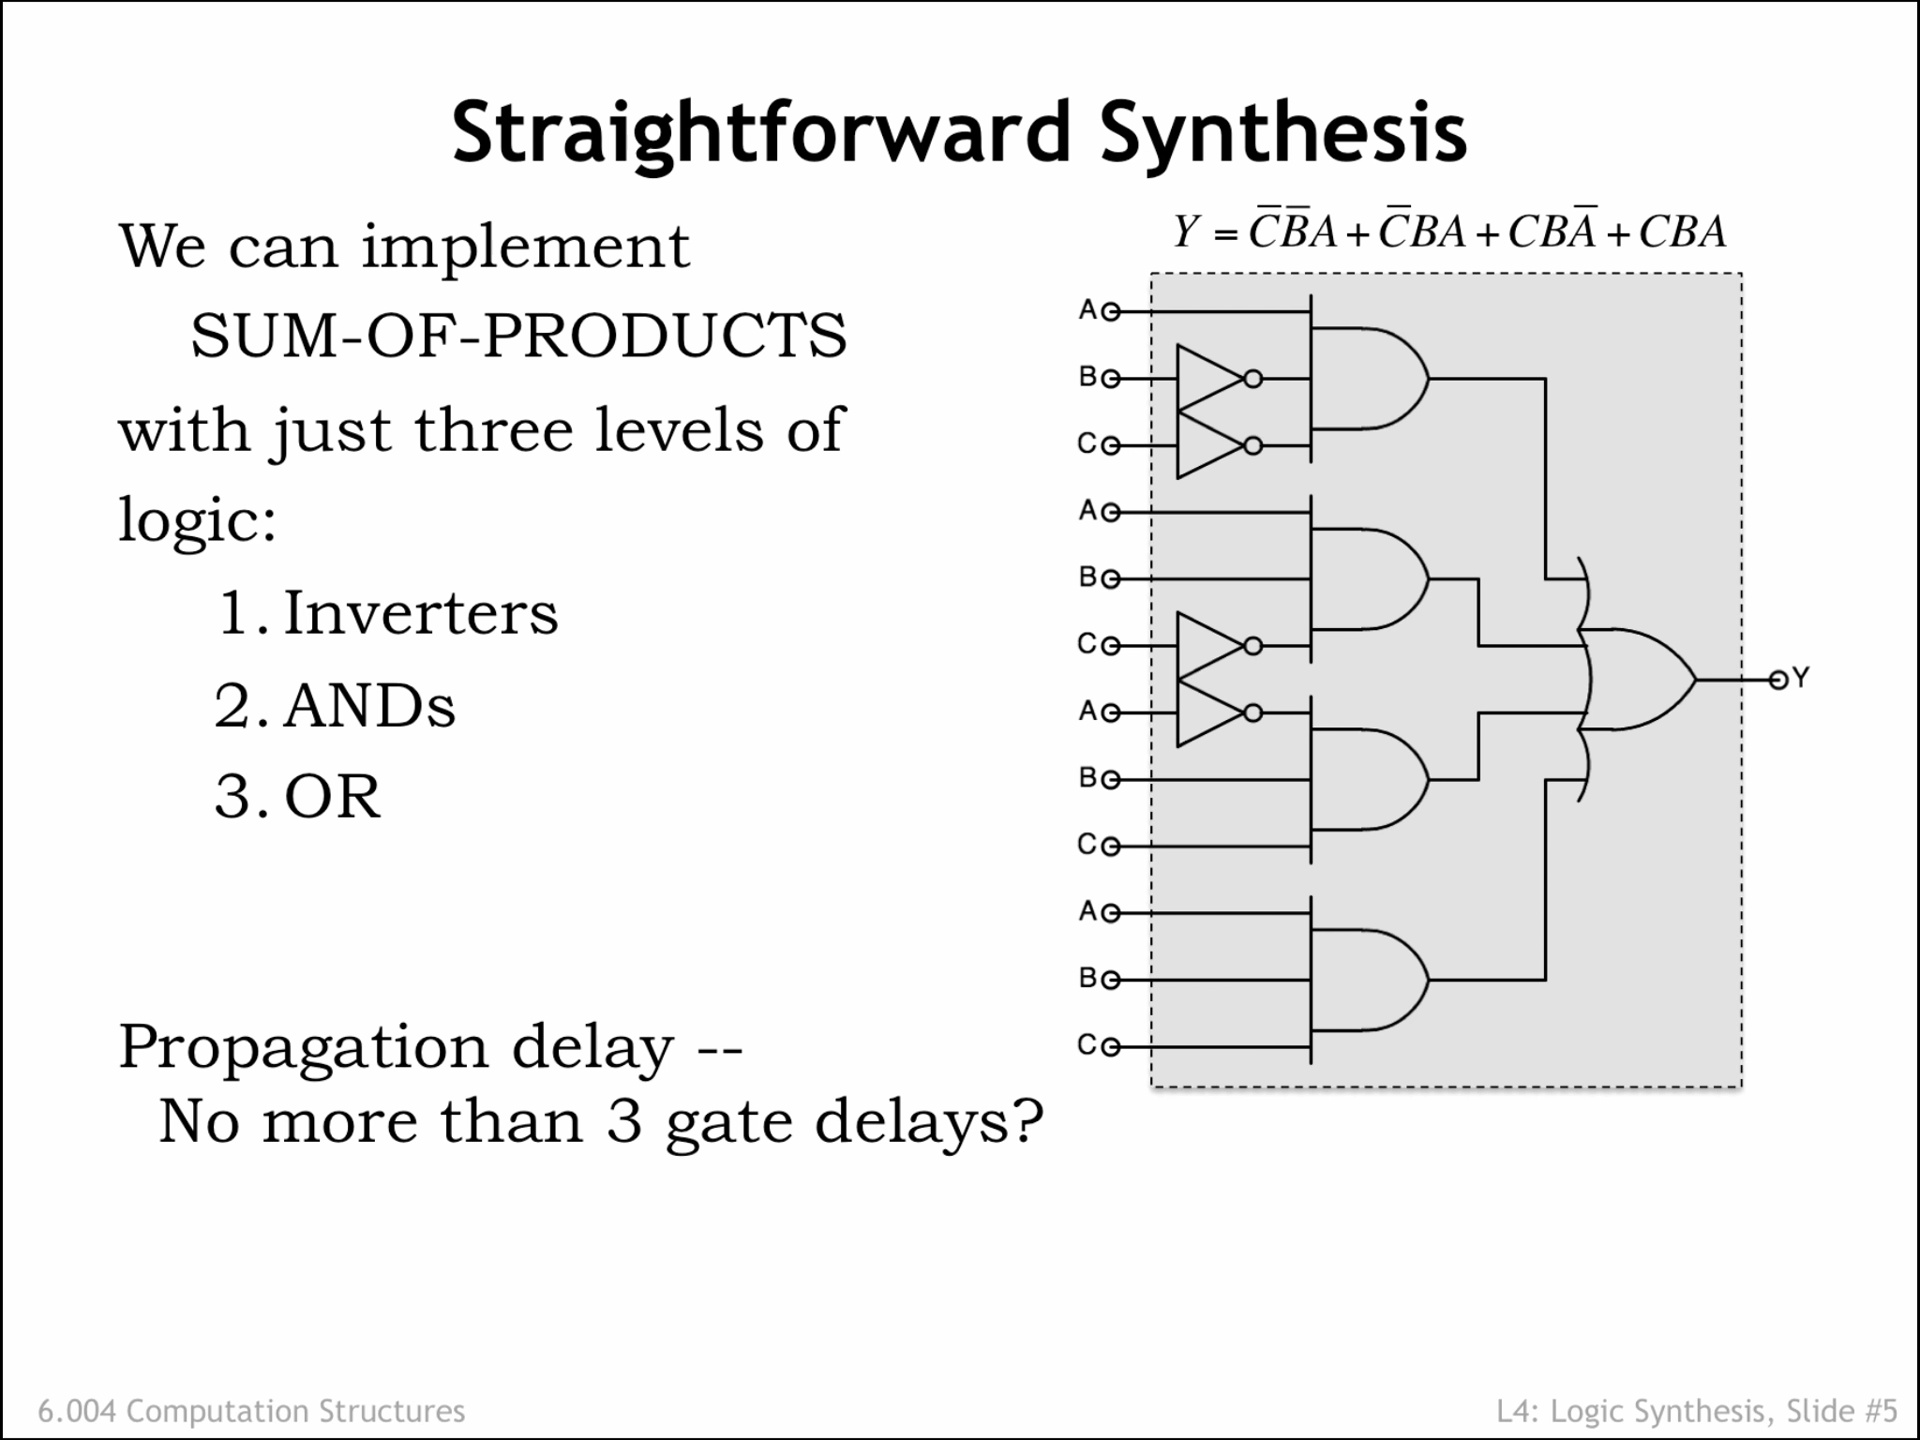 Straightforward Synthesis
We can implement
SUM-OF-PRODUCTS
with just three levels of
logic:
1. Inverters
2. ANDs
3. OR
Propagation delay --
No more than 3 gate delays?
Y = C̅B̅A + C̅BA + CBA̅ + CBA
A
B
C
A
B
C
A
B
C
A
B
C
Y
6.004 Computation Structures
L4: Logic Synthesis, Slide #5